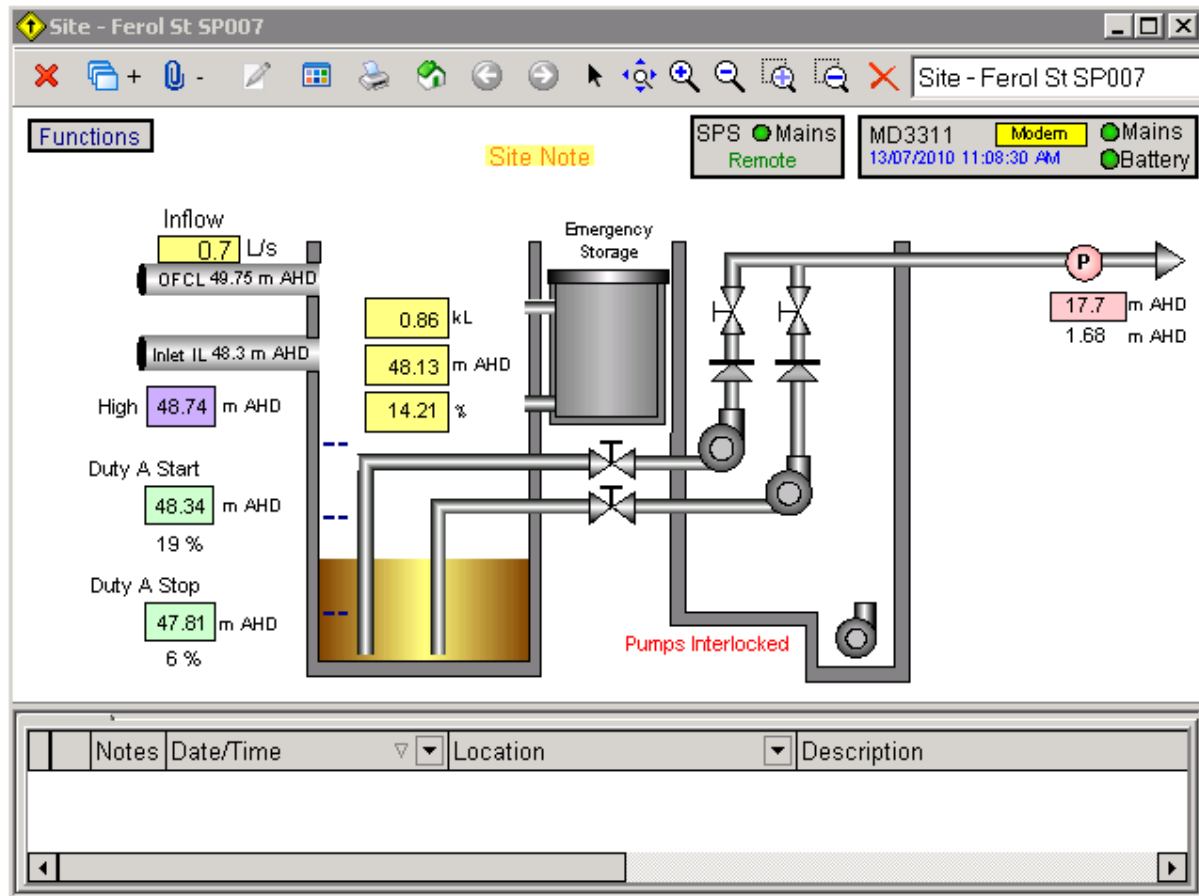 Site - Ferol St SP007
+ - Site - Ferol St SP007
Functions
Site Note
SPS Mains
Remote
MD3311 Modem Mains
13/07/2010 11:08:30 AM Battery
Inflow
0.7 L/s
OFCL 49.75 m AHD
Inlet IL 48.3 m AHD
High 48.74 m AHD
Duty A Start
48.34 m AHD
19 %
Duty A Stop
47.81 m AHD
6 %
0.86 kL
48.13 m AHD
14.21 %
Emergency
Storage
P
17.7 m AHD
1.68 m AHD
Pumps Interlocked
Notes Date/Time Location Description